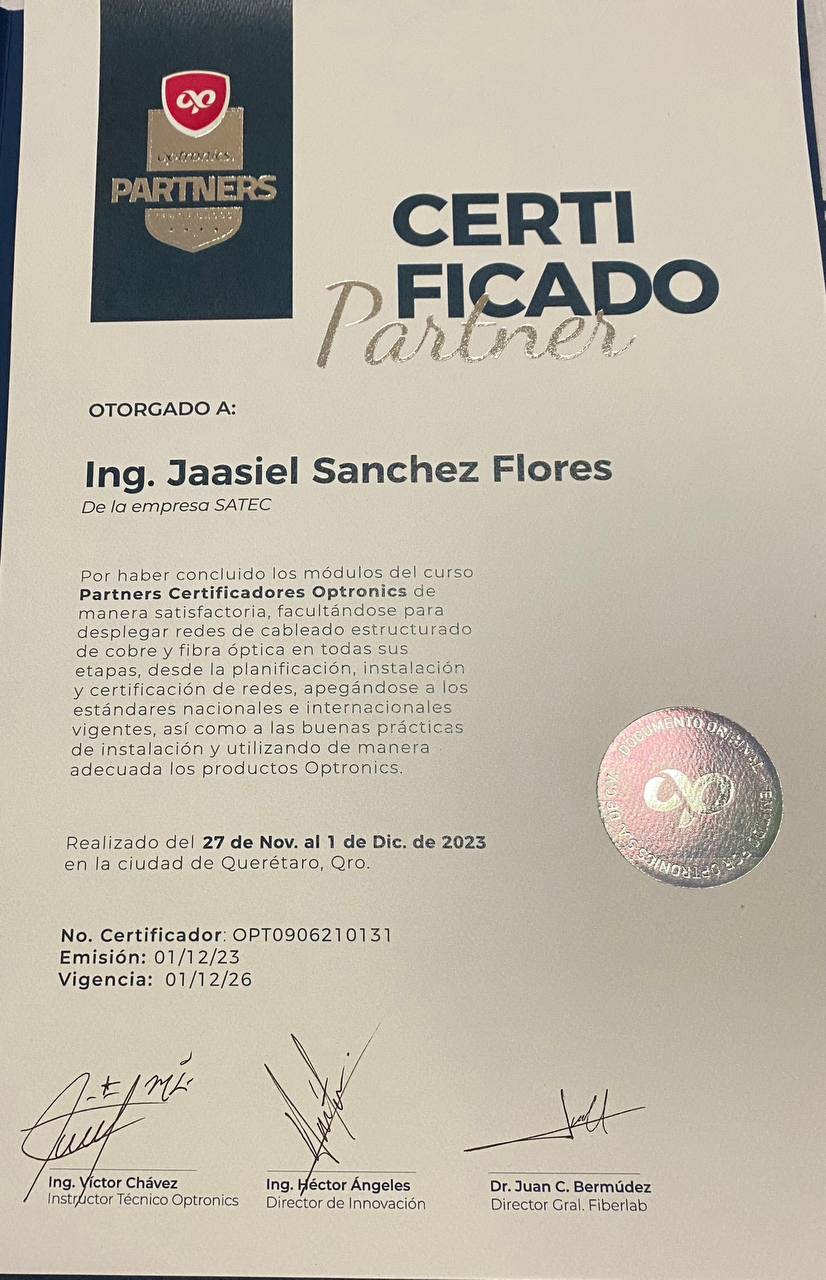 optronics
PARTNERS
CERTI
FICADO
Partner
OTORGADO A:
Ing. Jaasiel Sanchez Flores
De la empresa SATEC
Por haber concluido los módulos del curso
Partners Certificadores Optronics de
manera satisfactoria, facultándose para
desplegar redes de cableado estructurado
de cobre y fibra óptica en todas sus
etapas, desde la planificación, instalación
y certificación de redes, apegándose a los
estándares nacionales e internacionales
vigentes, así como a las buenas prácticas
de instalación y utilizando de manera
adecuada los productos Optronics.
DOCUMENTO ORIGINAL
EMITIDO POR OPTRONICS S.A. DE C.V.
Realizado del 27 de Nov. al 1 de Dic. de 2023
en la ciudad de Querétaro, Qro.
No. Certificador: OPT0906210131
Emisión: 01/12/23
Vigencia: 01/12/26
Ing. Víctor Chávez
Instructor Técnico Optronics
Ing. Héctor Ángeles
Director de Innovación
Dr. Juan C. Bermúdez
Director Gral. Fiberlab